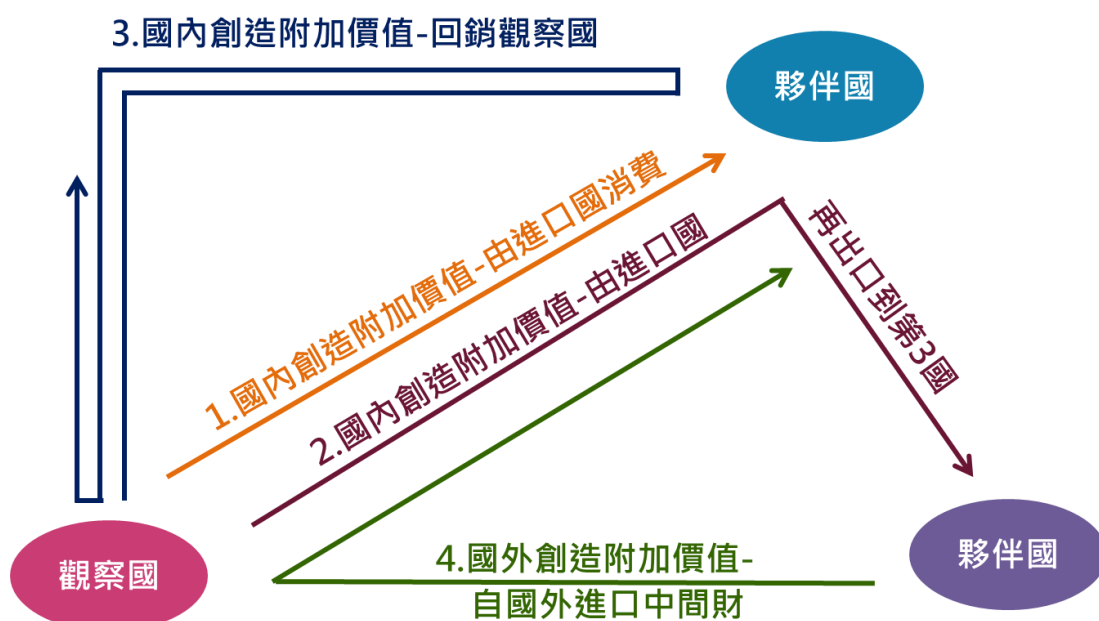 3.國內創造附加價值-回銷觀察國
夥伴國
1.國內創造附加價值-由進口國消費
2.國內創造附加價值-由進口國
再出口到第3國
4.國外創造附加價值-
自國外進口中間財
觀察國
夥伴國